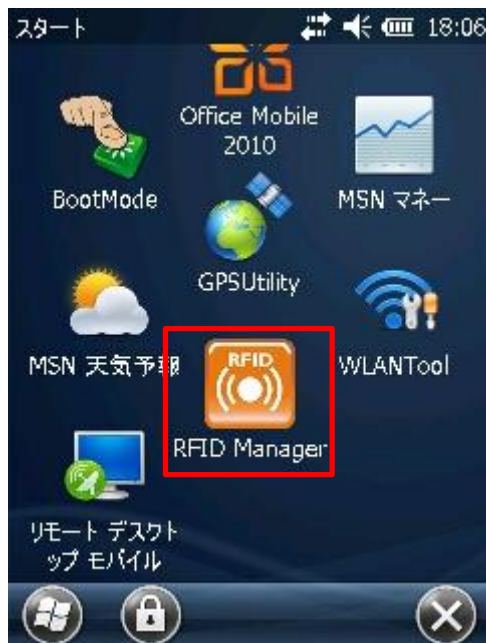 スタート 18:06
Office Mobile
2010
BootMode
MSN マネー
GPSUtility
MSN 天気予報
RFID
WLANTool
RFID Manager
リモート デスクト
ップ モバイル